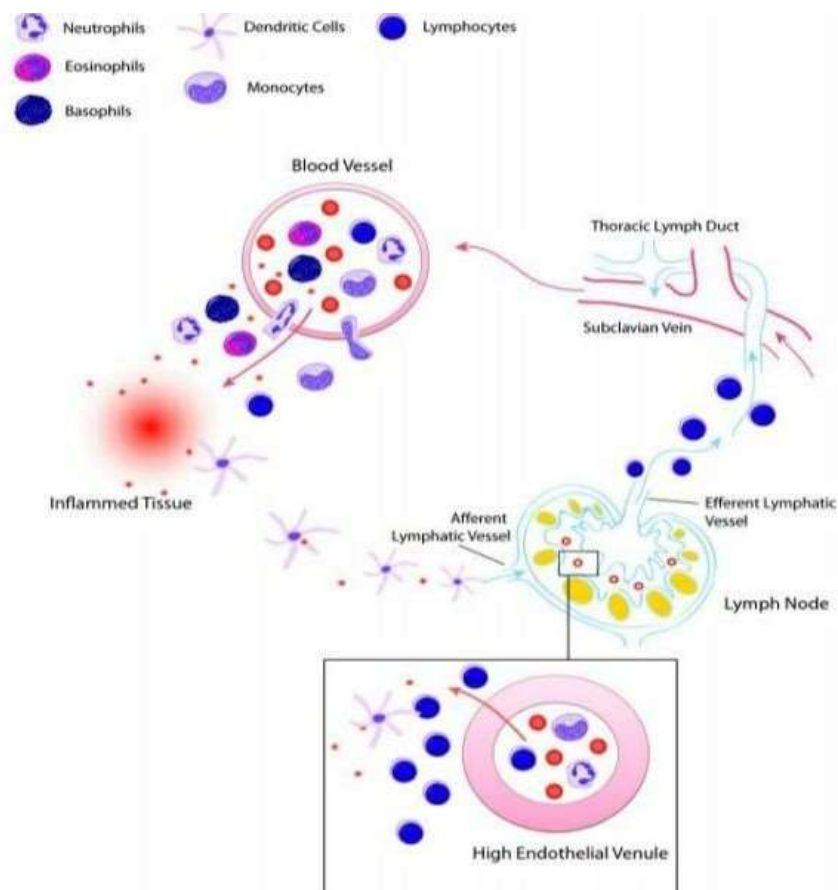 Neutrophils
Dendritic Cells
Lymphocytes
Eosinophils
Monocytes
Basophils
Blood Vessel
Thoracic Lymph Duct
Subclavian Vein
Inflammed Tissue
Afferent
Lymphatic Vessel
Efferent Lymphatic
Vessel
Lymph Node
High Endothelial Venule